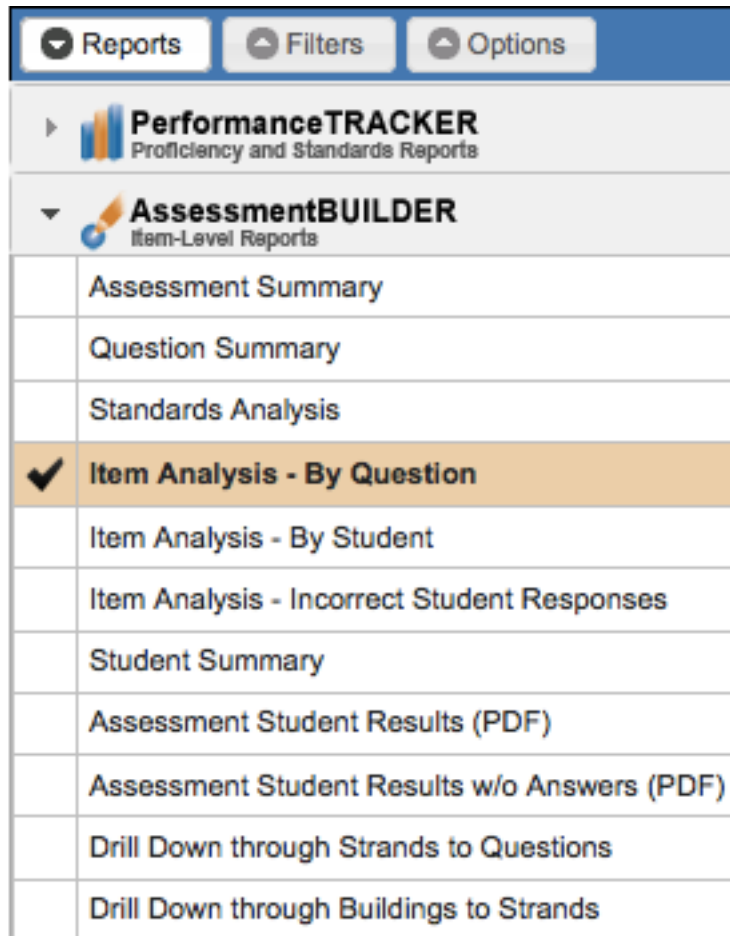 Reports Filters Options
PerformanceTRACKER
Proficiency and Standards Reports
AssessmentBUILDER
Item-Level Reports
Assessment Summary
Question Summary
Standards Analysis
Item Analysis - By Question
Item Analysis - By Student
Item Analysis - Incorrect Student Responses
Student Summary
Assessment Student Results (PDF)
Assessment Student Results w/o Answers (PDF)
Drill Down through Strands to Questions
Drill Down through Buildings to Strands